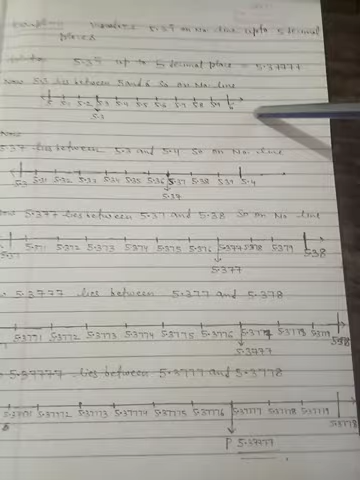 Visualize 5.37 on No. line upto 5 decimal
places
5.37 up to 5 decimal place = 5.37777
Now 5.3 lies between 5 and 6 So on No. line
5 5.1 5.2 5.3 5.4 5.5 5.6 5.7 5.8 5.9 6
5.3
Now
5.37 lies between 5.3 and 5.4 So on No. line
5.3 5.31 5.32 5.33 5.34 5.35 5.36 5.37 5.38 5.39 5.4
5.37
Now 5.377 lies between 5.37 and 5.38 So on No. line
5.37 5.371 5.372 5.373 5.374 5.375 5.376 5.377 5.378 5.379 5.38
5.377
5.3777 lies between 5.377 and 5.378
5.3771 5.3772 5.3773 5.3774 5.3775 5.3776 5.3777 5.3778 5.3779
5.3777
5.37777 lies between 5.3777 and 5.3778
5.37771 5.37772 5.37773 5.37774 5.37775 5.37776 5.37777 5.37778 5.37779 5.3778
P 5.37777